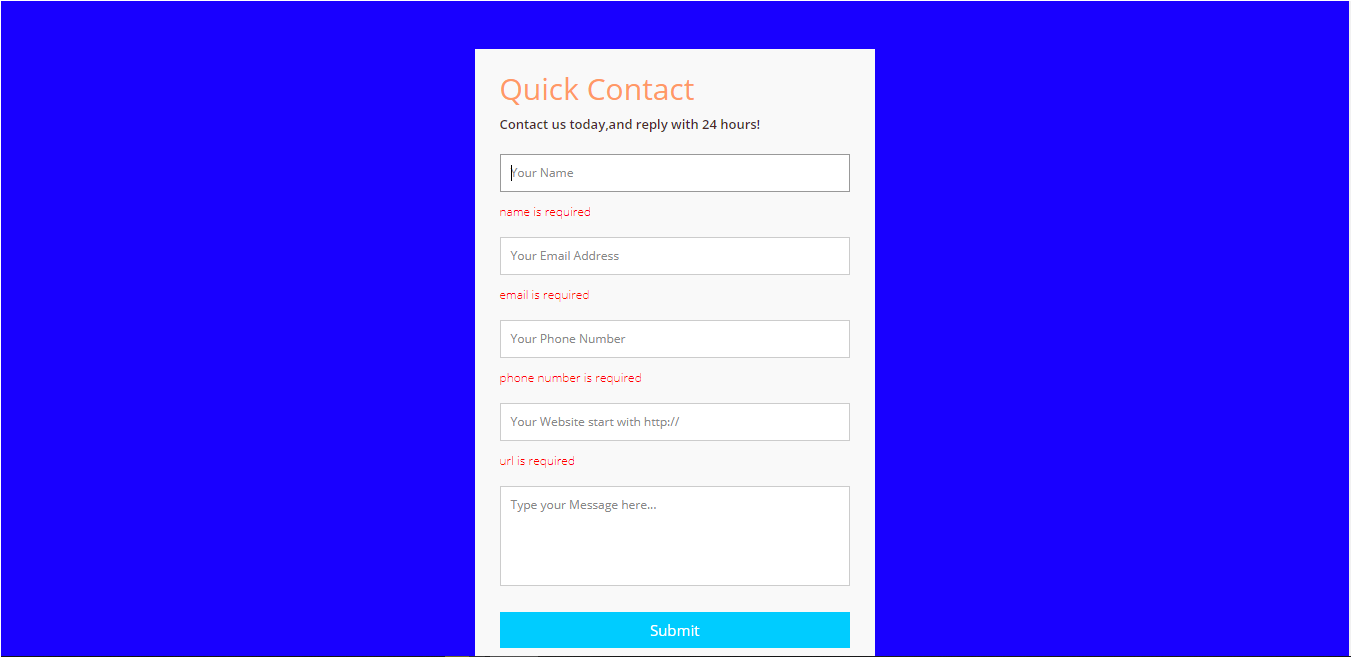 Quick Contact
Contact us today,and reply with 24 hours!
Your Name
name is required
Your Email Address
email is required
Your Phone Number
phone number is required
Your Website start with http://
url is required
Type your Message here...
Submit